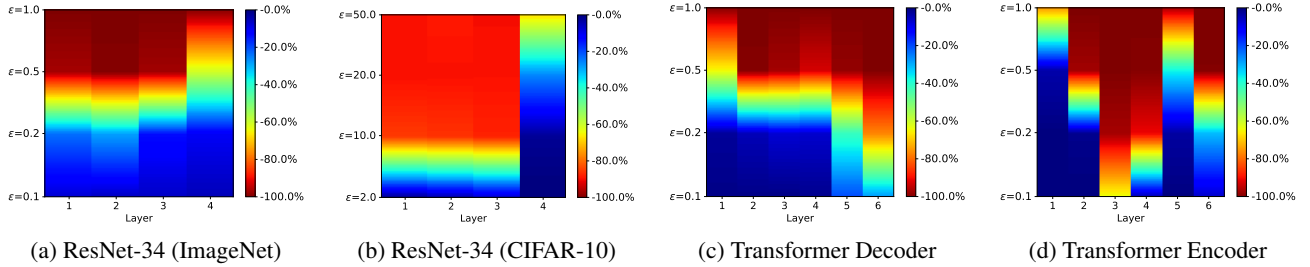 ε=1.0
ε=0.5
ε=0.2
ε=0.1
1 2 3 4
Layer
-0.0%
-20.0%
-40.0%
-60.0%
-80.0%
-100.0%
(a) ResNet-34 (ImageNet)
ε=50.0
ε=20.0
ε=10.0
ε=2.0
1 2 3 4
Layer
-0.0%
-20.0%
-40.0%
-60.0%
-80.0%
-100.0%
(b) ResNet-34 (CIFAR-10)
ε=1.0
ε=0.5
ε=0.2
ε=0.1
1 2 3 4 5 6
Layer
-0.0%
-20.0%
-40.0%
-60.0%
-80.0%
-100.0%
(c) Transformer Decoder
ε=1.0
ε=0.5
ε=0.2
ε=0.1
1 2 3 4 5 6
Layer
-0.0%
-20.0%
-40.0%
-60.0%
-80.0%
-100.0%
(d) Transformer Encoder